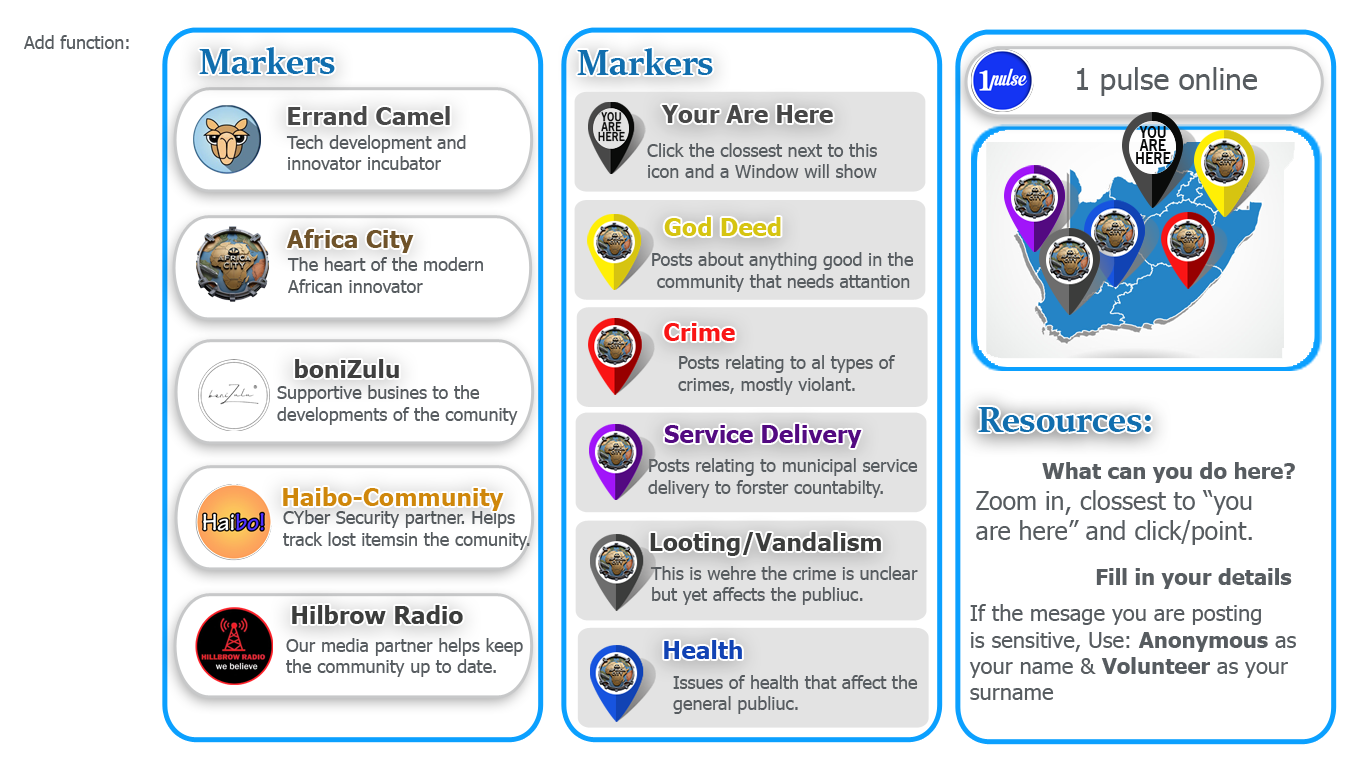 Add function:
Markers
Errand Camel
Tech development and
innovator incubator
AFRICA
CITY
Africa City
The heart of the modern
African innovator
boniZulu
boniZulu
Supportive busines to the
developments of the comunity
Haibo!
Haibo-Community
CYber Security partner. Helps
track lost itemsin the comunity.
HILLBROW RADIO
we believe
Hilbrow Radio
Our media partner helps keep
the community up to date.
Markers
YOU
ARE
HERE
Your Are Here
Click the clossest next to this
icon and a Window will show
God Deed
Posts about anything good in the
community that needs attantion
Crime
Posts relating to al types of
crimes, mostly violant.
Service Delivery
Posts relating to municipal service
delivery to forster countabilty.
Looting/Vandalism
This is wehre the crime is unclear
but yet affects the publiuc.
Health
Issues of health that affect the
general publiuc.
1pulse
1 pulse online
YOU
ARE
HERE
Resources:
What can you do here?
Zoom in, clossest to “you
are here” and click/point.
Fill in your details
If the mesage you are posting
is sensitive, Use: Anonymous as
your name & Volunteer as your
surname